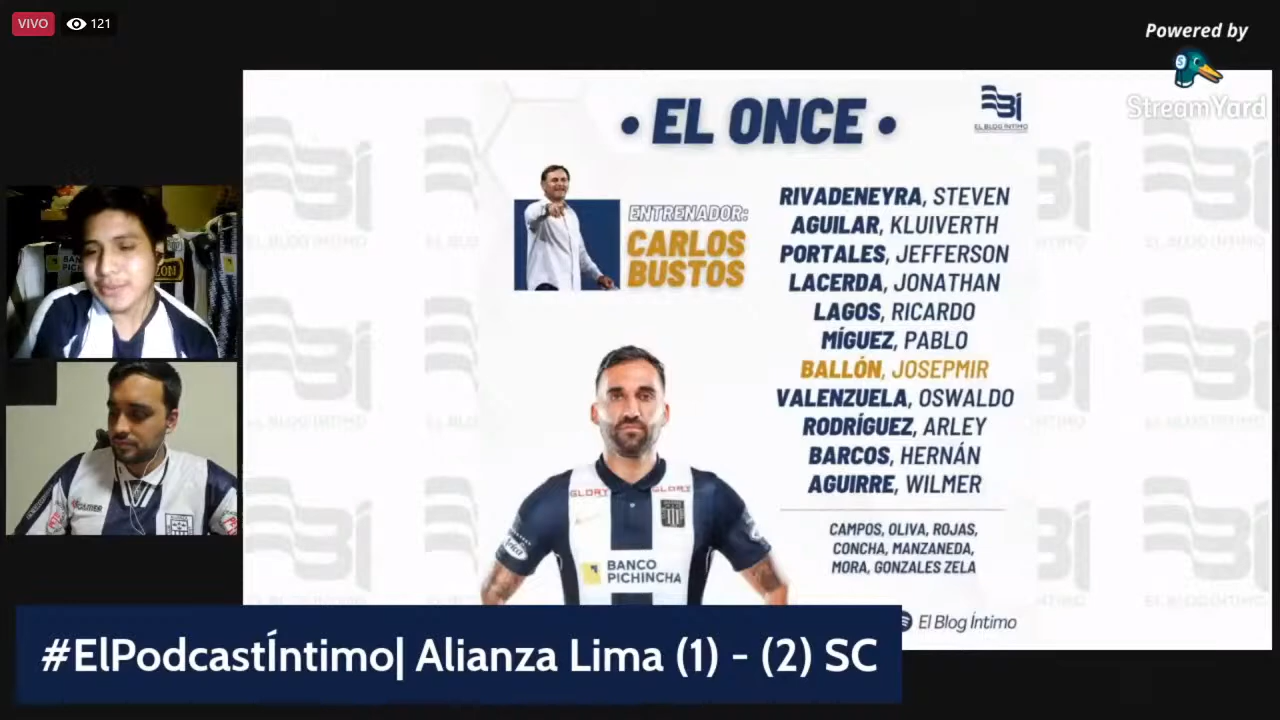 VIVO 121
Powered by
StreamYard
• EL ONCE •
EL BLOG ÍNTIMO
ENTRENADOR:
CARLOS
BUSTOS
RIVADENEYRA, STEVEN
AGUILAR, KLUIVERTH
PORTALES, JEFFERSON
LACERDA, JONATHAN
LAGOS, RICARDO
MÍGUEZ, PABLO
BALLÓN, JOSEPMIR
VALENZUELA, OSWALDO
RODRÍGUEZ, ARLEY
BARCOS, HERNÁN
AGUIRRE, WILMER
CAMPOS, OLIVA, ROJAS,
CONCHA, MANZANEDA,
MORA, GONZALES ZELA
GLORY GLORY
BANCO
PICHINCHA
El Blog Íntimo
#ElPodcastÍntimo| Alianza Lima (1) - (2) SC